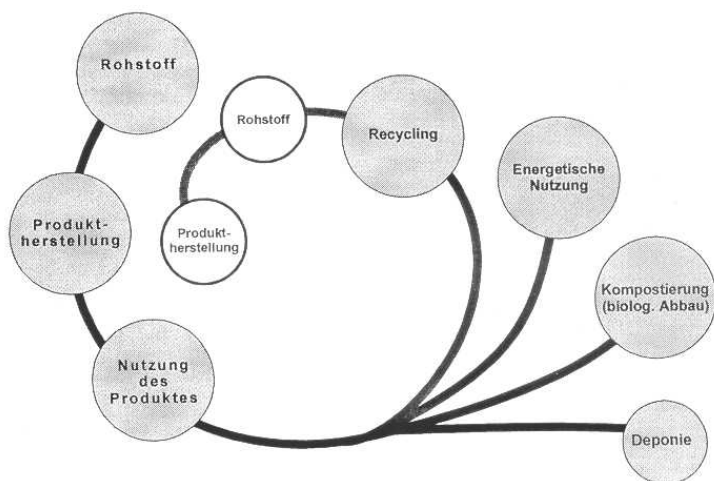 Rohstoff
Rohstoff
Recycling
Energetische
Nutzung
Produkt-
herstellung
Produkt-
herstellung
Kompostierung
(biolog. Abbau)
Nutzung
des
Produktes
Deponie